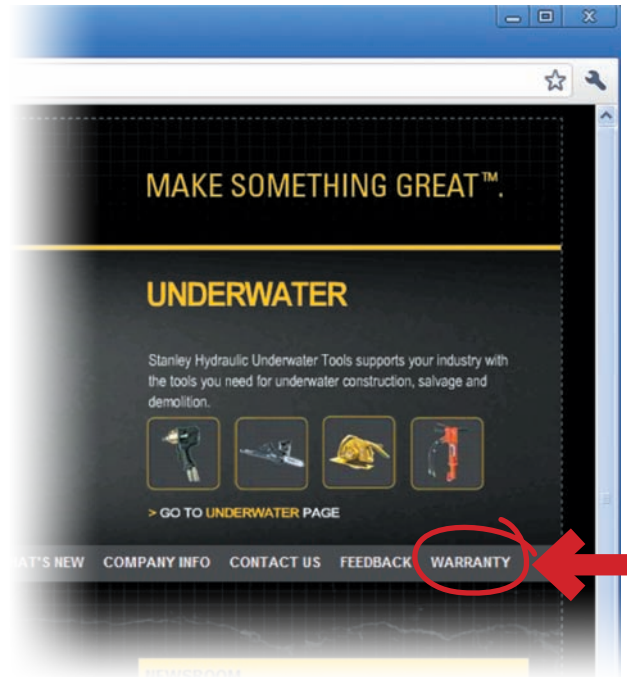 MAKE SOMETHING GREAT™.
UNDERWATER
Stanley Hydraulic Underwater Tools supports your industry with
the tools you need for underwater construction, salvage and
demolition.
> GO TO UNDERWATER PAGE
NEW COMPANY INFO CONTACT US FEEDBACK WARRANTY